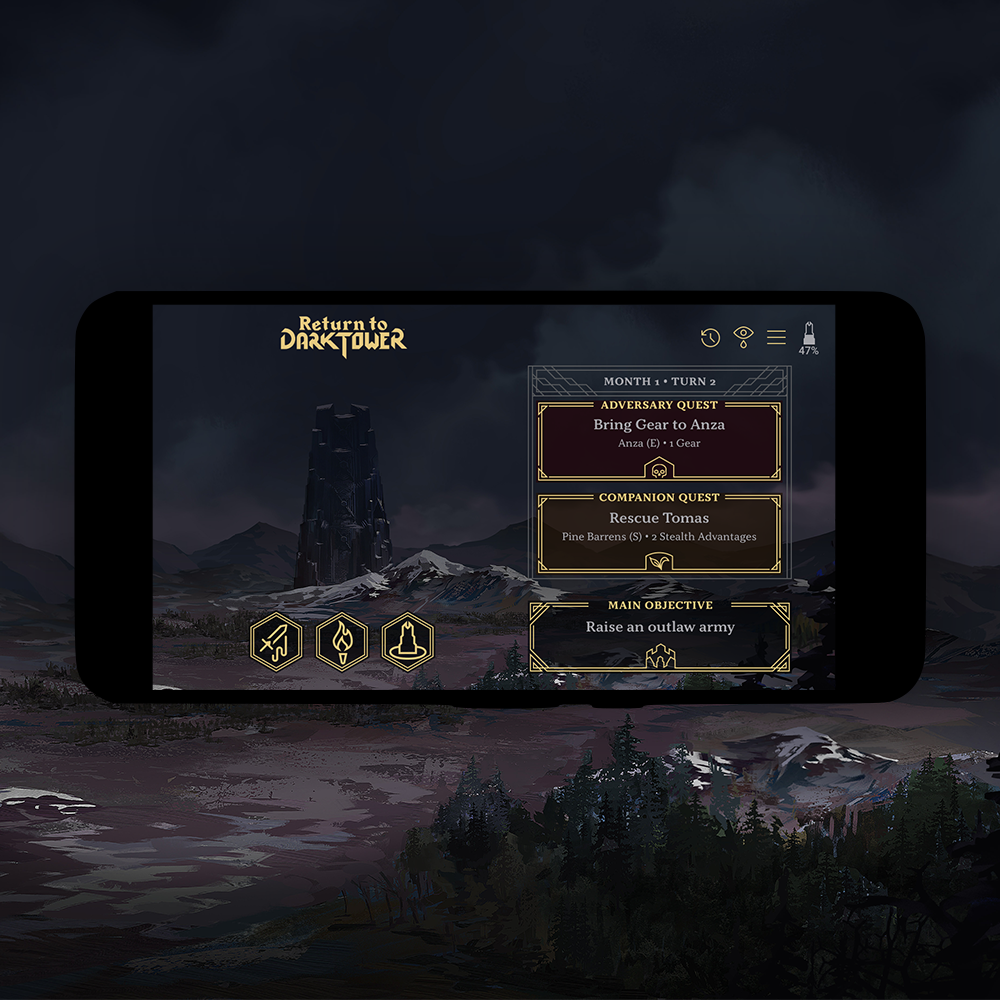 Return to
DARKTOWER
47%
MONTH 1 • TURN 2
ADVERSARY QUEST
Bring Gear to Anza
Anza (E) • 1 Gear
COMPANION QUEST
Rescue Tomas
Pine Barrens (S) • 2 Stealth Advantages
MAIN OBJECTIVE
Raise an outlaw army